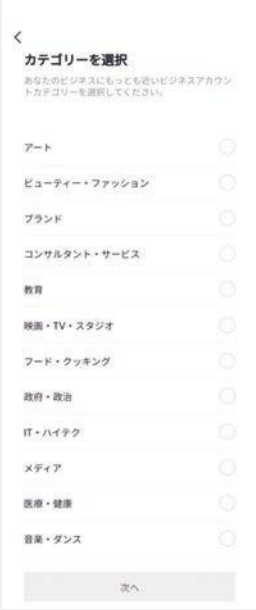 カテゴリーを選択
あなたのビジネスにもっとも近いビジネスアカウン
トカテゴリーを選択してください。
アート
ビューティー・ファッション
ブランド
コンサルタント・サービス
教育
映画・TV・スタジオ
フード・クッキング
政府・政治
IT・ハイテク
メディア
医療・健康
音楽・ダンス
次へ